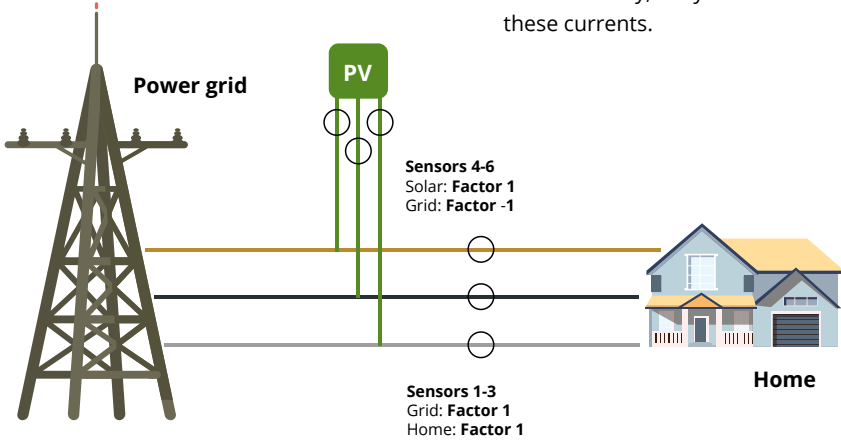 these currents.
PV
Power grid
Sensors 4-6
Solar: Factor 1
Grid: Factor -1
Home
Sensors 1-3
Grid: Factor 1
Home: Factor 1